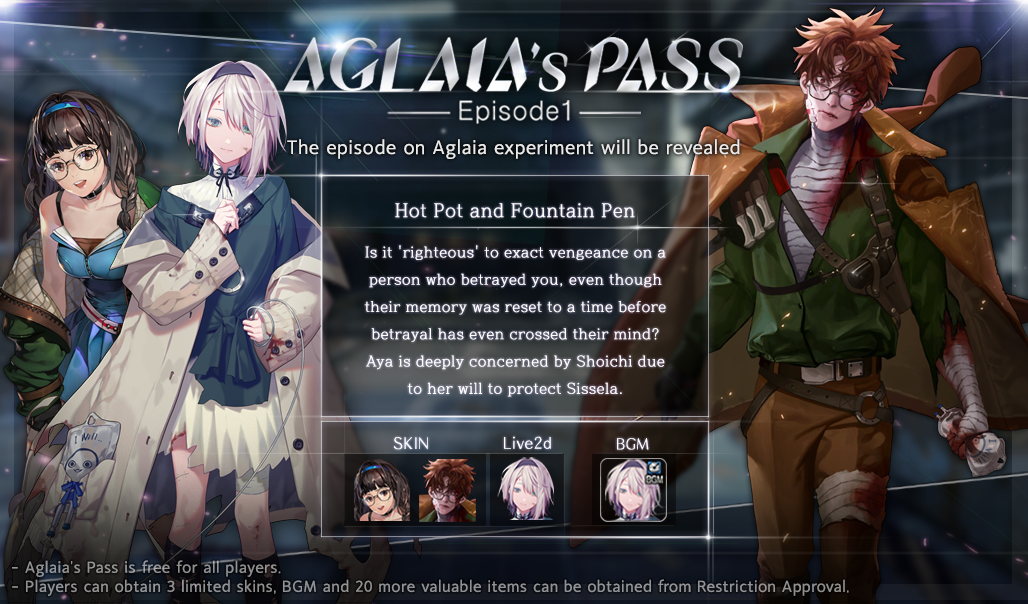 AGLAIA's PASS
Episode1
The episode on Aglaia experiment will be revealed
Hot Pot and Fountain Pen
Is it 'righteous' to exact vengeance on a
person who betrayed you, even though
their memory was reset to a time before
betrayal has even crossed their mind?
Aya is deeply concerned by Shoichi due
to her will to protect Sissela.
SKIN
Live2d
BGM
BGM
- Aglaia's Pass is free for all players.
- Players can obtain 3 limited skins, BGM and 20 more valuable items can be obtained from Restriction Approval.